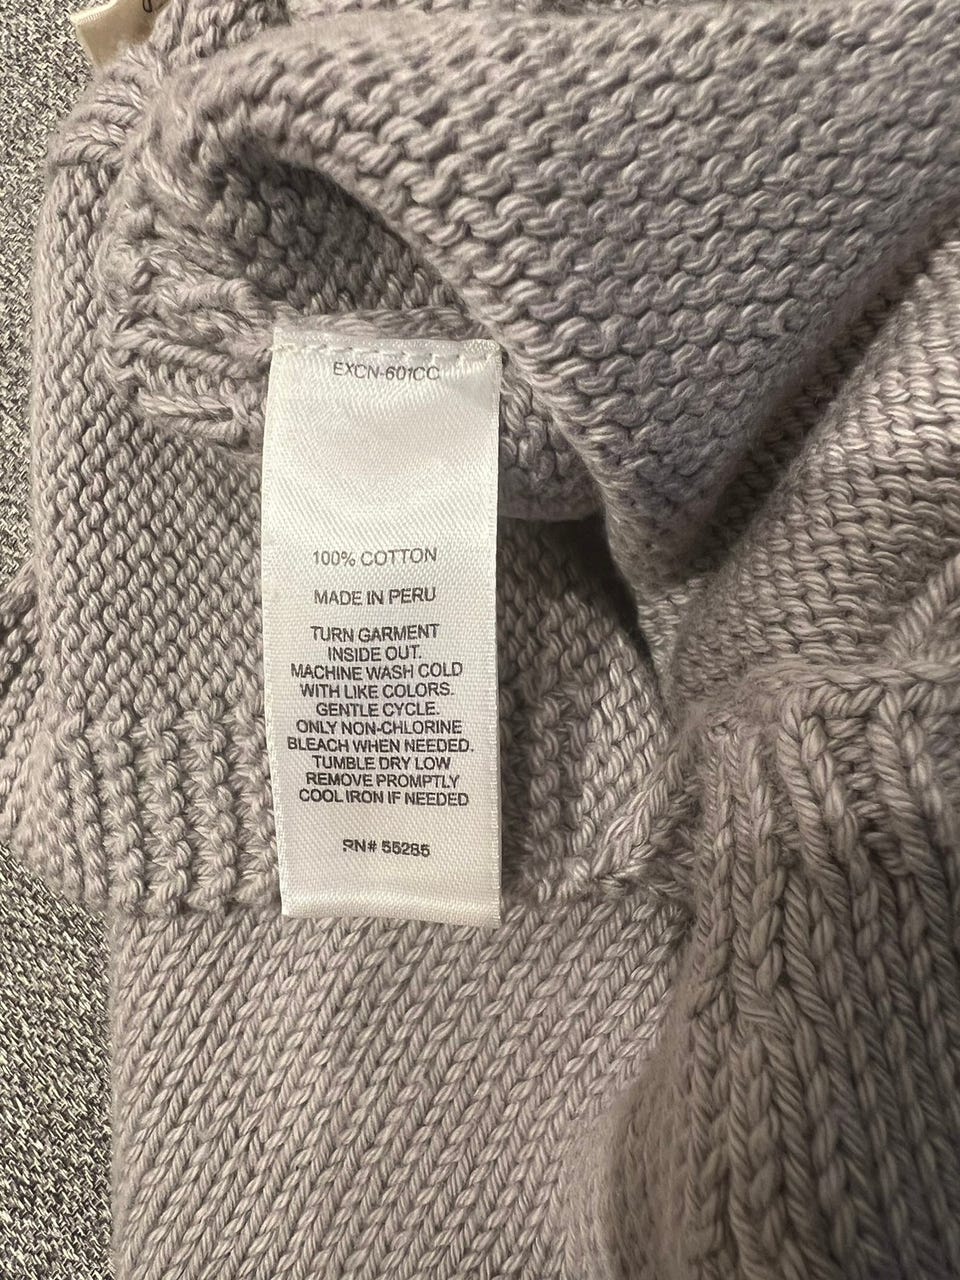 EXCN-601CC
100% COTTON
MADE IN PERU
TURN GARMENT
INSIDE OUT.
MACHINE WASH COLD
WITH LIKE COLORS.
GENTLE CYCLE.
ONLY NON-CHLORINE
BLEACH WHEN NEEDED.
TUMBLE DRY LOW
REMOVE PROMPTLY
COOL IRON IF NEEDED
RN# 55285